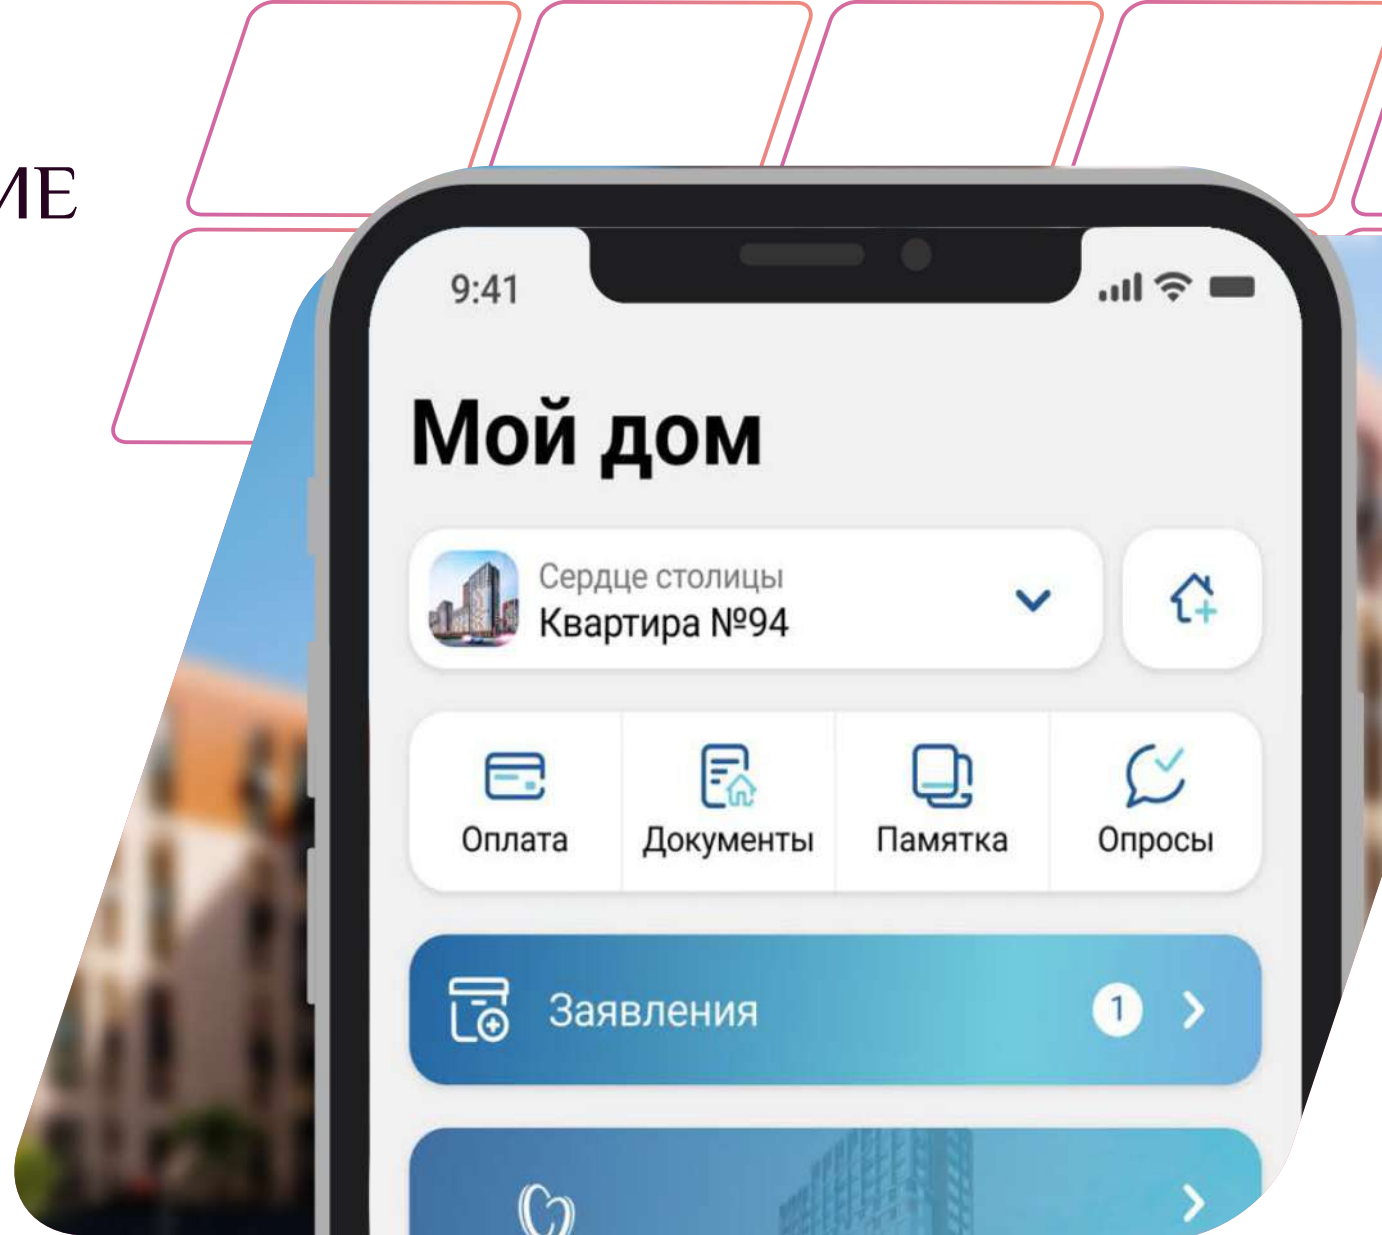 ИЕ
9:41
Мой дом
Сердце столицы
Квартира №94
Оплата
Документы
Памятка
Опросы
Заявления
1